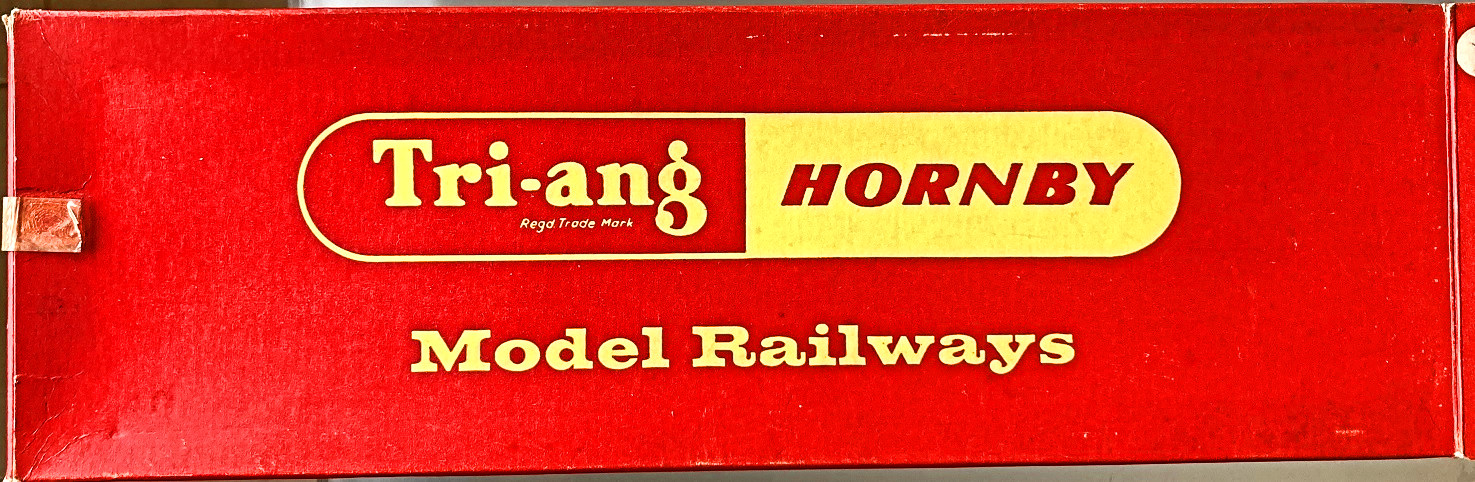 Tri-ang HORNBY
Regd. Trade Mark
Model Railways